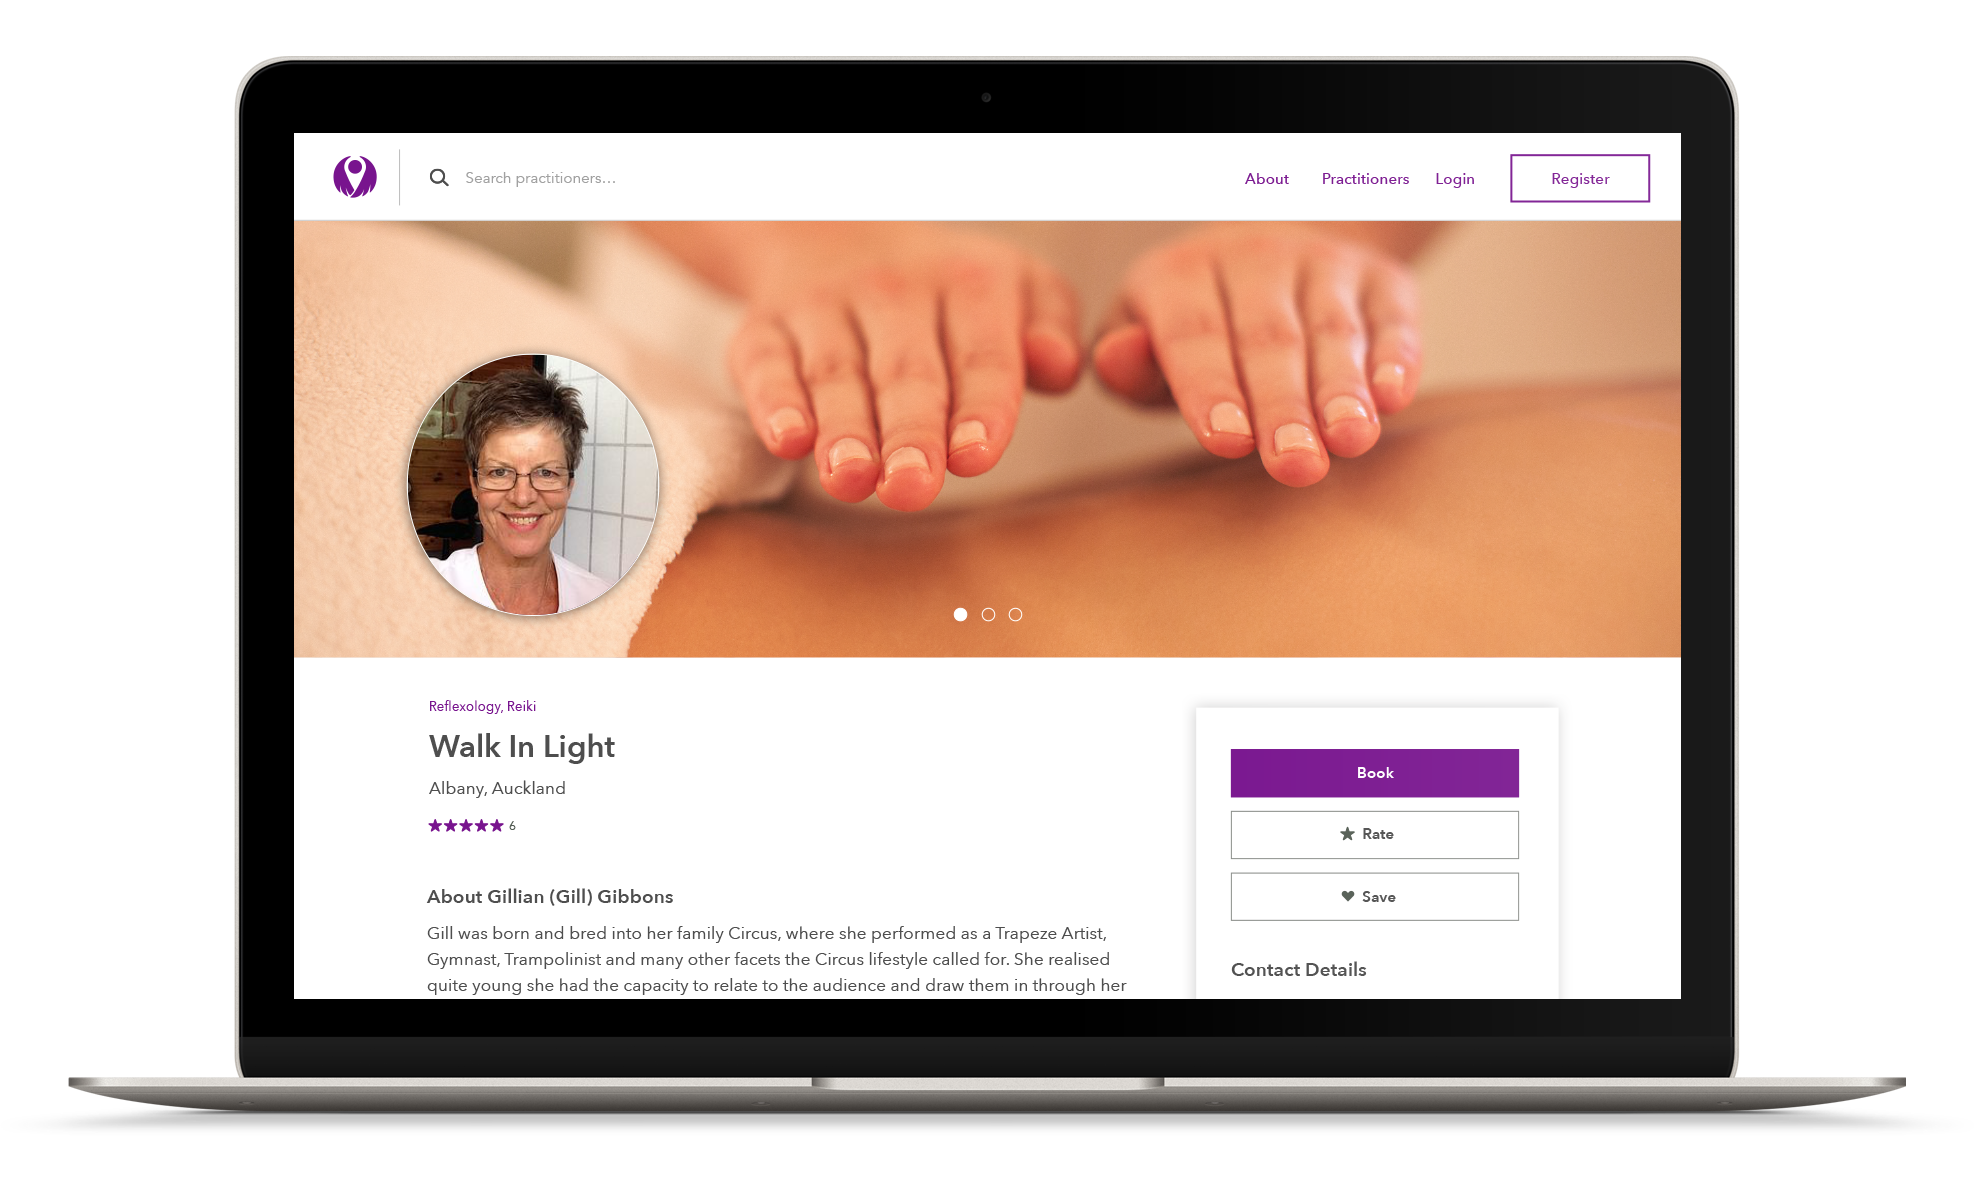 Search practitioners...
About
Practitioners
Login
Register
Reflexology, Reiki
Walk In Light
Albany, Auckland
6
About Gillian (Gill) Gibbons
Gill was born and bred into her family Circus, where she performed as a Trapeze Artist,
Gymnast, Trampolinist and many other facets the Circus lifestyle called for. She realised
quite young she had the capacity to relate to the audience and draw them in through her
Book
Rate
Save
Contact Details